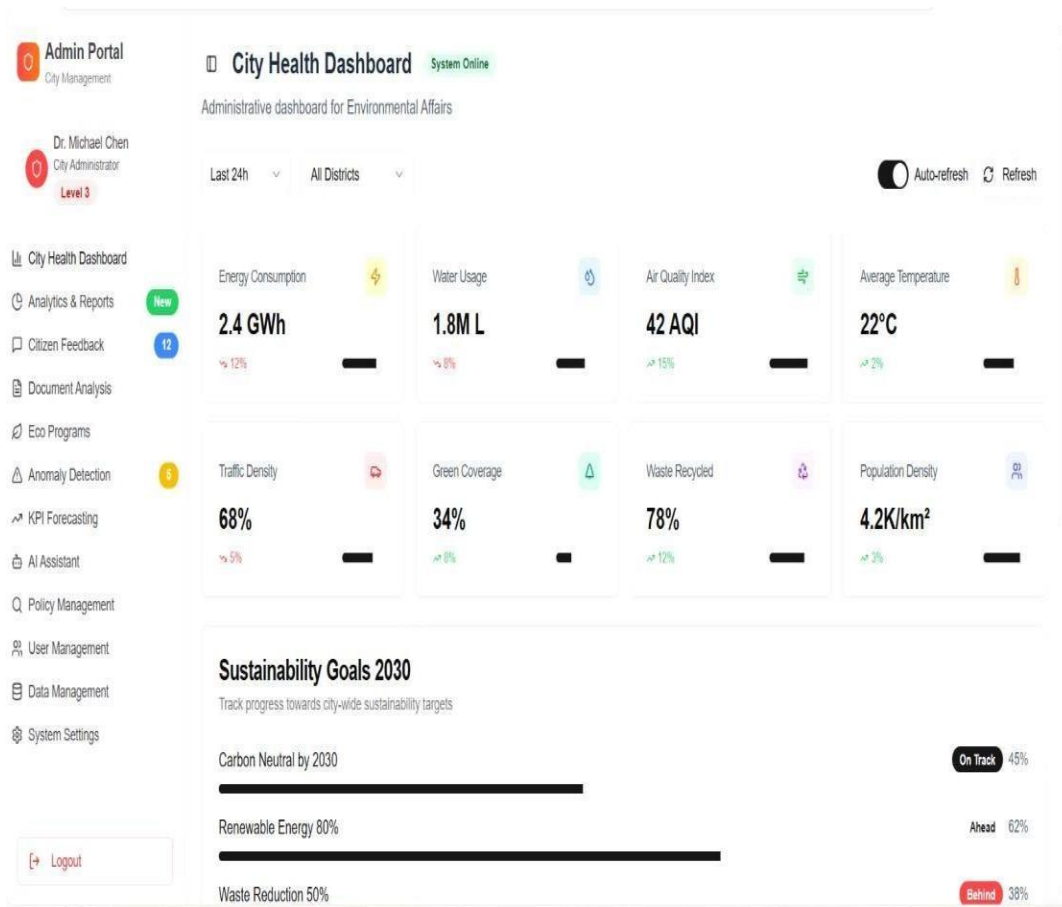 Admin Portal
City Management
Dr. Michael Chen
City Administrator
Level 3
City Health Dashboard
Analytics & Reports New
Citizen Feedback 12
Document Analysis
Eco Programs
Anomaly Detection 6
KPI Forecasting
AI Assistant
Policy Management
User Management
Data Management
System Settings
Logout
City Health Dashboard System Online
Administrative dashboard for Environmental Affairs
Last 24h All Districts Auto-refresh Refresh
Energy Consumption
2.4 GWh
12%
Water Usage
1.8M L
8%
Air Quality Index
42 AQI
15%
Average Temperature
22°C
2%
Traffic Density
68%
5%
Green Coverage
34%
8%
Waste Recycled
78%
12%
Population Density
4.2K/km²
3%
Sustainability Goals 2030
Track progress towards city-wide sustainability targets
Carbon Neutral by 2030 On Track 45%
Renewable Energy 80% Ahead 62%
Waste Reduction 50% Behind 38%